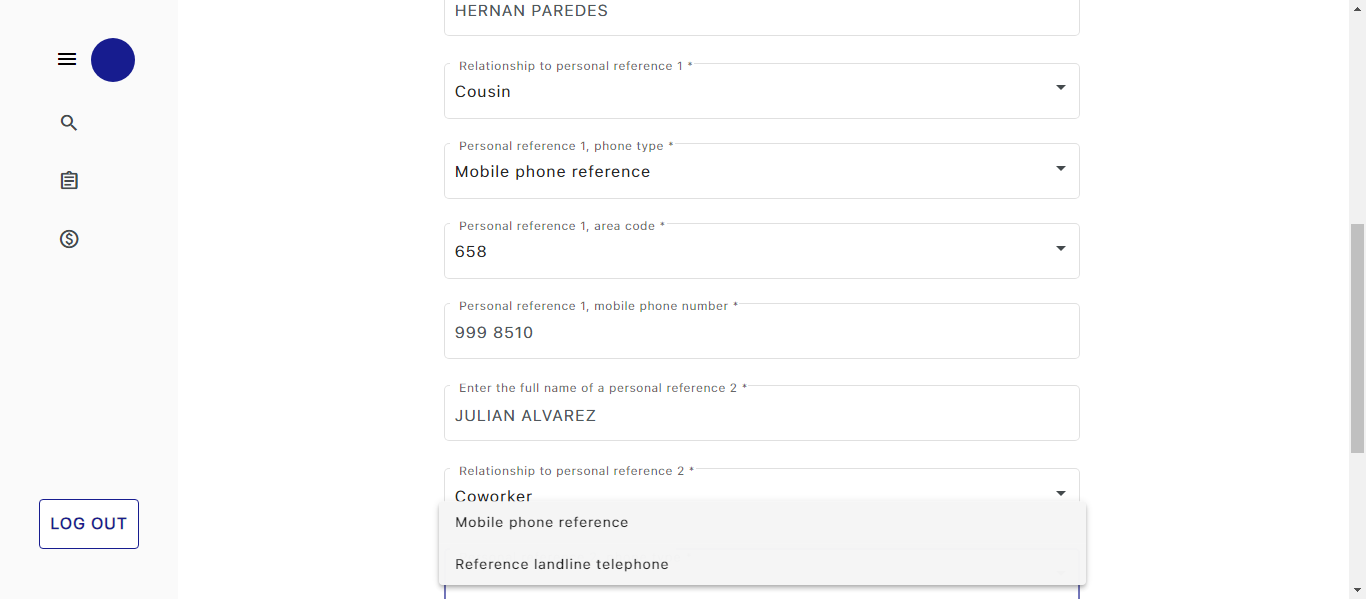 HERNAN PAREDES
Relationship to personal reference 1 *
Cousin
Personal reference 1, phone type *
Mobile phone reference
Personal reference 1, area code *
658
Personal reference 1, mobile phone number *
999 8510
Enter the full name of a personal reference 2 *
JULIAN ALVAREZ
Relationship to personal reference 2 *
Coworker
Mobile phone reference
Reference landline telephone
LOG OUT